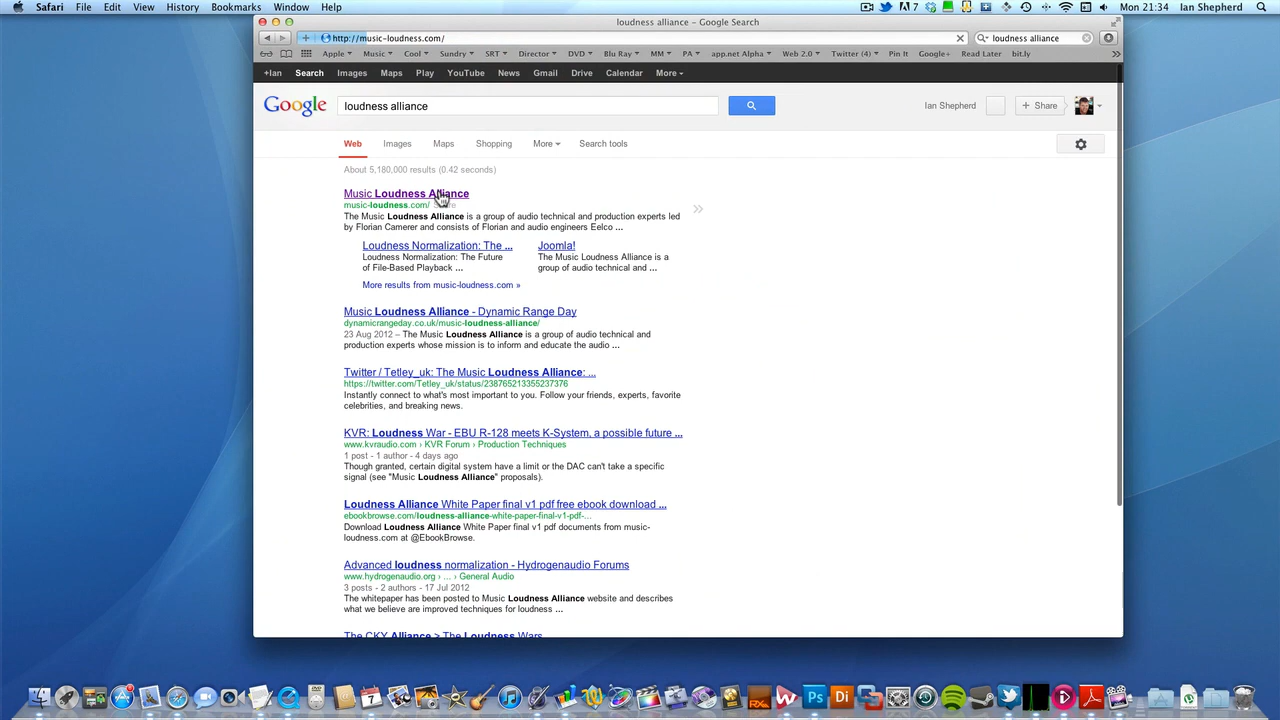 Safari File Edit View History Bookmarks Window Help 7 Mon 21:34 Ian Shepherd
loudness alliance – Google Search
http://music-loudness.com/ loudness alliance
Apple Music Cool Sundry SRT Director DVD Blu Ray MM PA app.net Alpha Web 2.0 Twitter (4) Pin It Google+ Read Later bit.ly
+Ian Search Images Maps Play YouTube News Gmail Drive Calendar More
Google loudness alliance Ian Shepherd + Share
Web Images Maps Shopping More Search tools
About 5,180,000 results (0.42 seconds)
Music Loudness Alliance
music-loudness.com/
The Music Loudness Alliance is a group of audio technical and production experts led
by Florian Camerer and consists of Florian and audio engineers Eelco ...
Loudness Normalization: The ... Joomla!
Loudness Normalization: The Future The Music Loudness Alliance is a
of File-Based Playback ... group of audio technical and ...
More results from music-loudness.com »
Music Loudness Alliance - Dynamic Range Day
dynamicrangeday.co.uk/music-loudness-alliance/
23 Aug 2012 – The Music Loudness Alliance is a group of audio technical and
production experts whose mission is to inform and educate the audio ...
Twitter / Tetley_uk: The Music Loudness Alliance: ...
https://twitter.com/Tetley_uk/status/238765213355237376
Instantly connect to what's most important to you. Follow your friends, experts, favorite
celebrities, and breaking news.
KVR: Loudness War - EBU R-128 meets K-System, a possible future ...
www.kvraudio.com › KVR Forum › Production Techniques
1 post - 1 author - 4 days ago
Though granted, certain digital system have a limit or the DAC can't take a specific
signal (see "Music Loudness Alliance" proposals).
Loudness Alliance White Paper final v1 pdf free ebook download ...
ebookbrowse.com/loudness-alliance-white-paper-final-v1-pdf-...
Download Loudness Alliance White Paper final v1 pdf documents from music-
loudness.com at @EbookBrowse.
Advanced loudness normalization - Hydrogenaudio Forums
www.hydrogenaudio.org › ... › General Audio
3 posts - 2 authors - 17 Jul 2012
The whitepaper has been posted to Music Loudness Alliance website and describes
what we believe are improved techniques for loudness ...
The CKY Alliance > The Loudness Wars
7 RX Ps Di